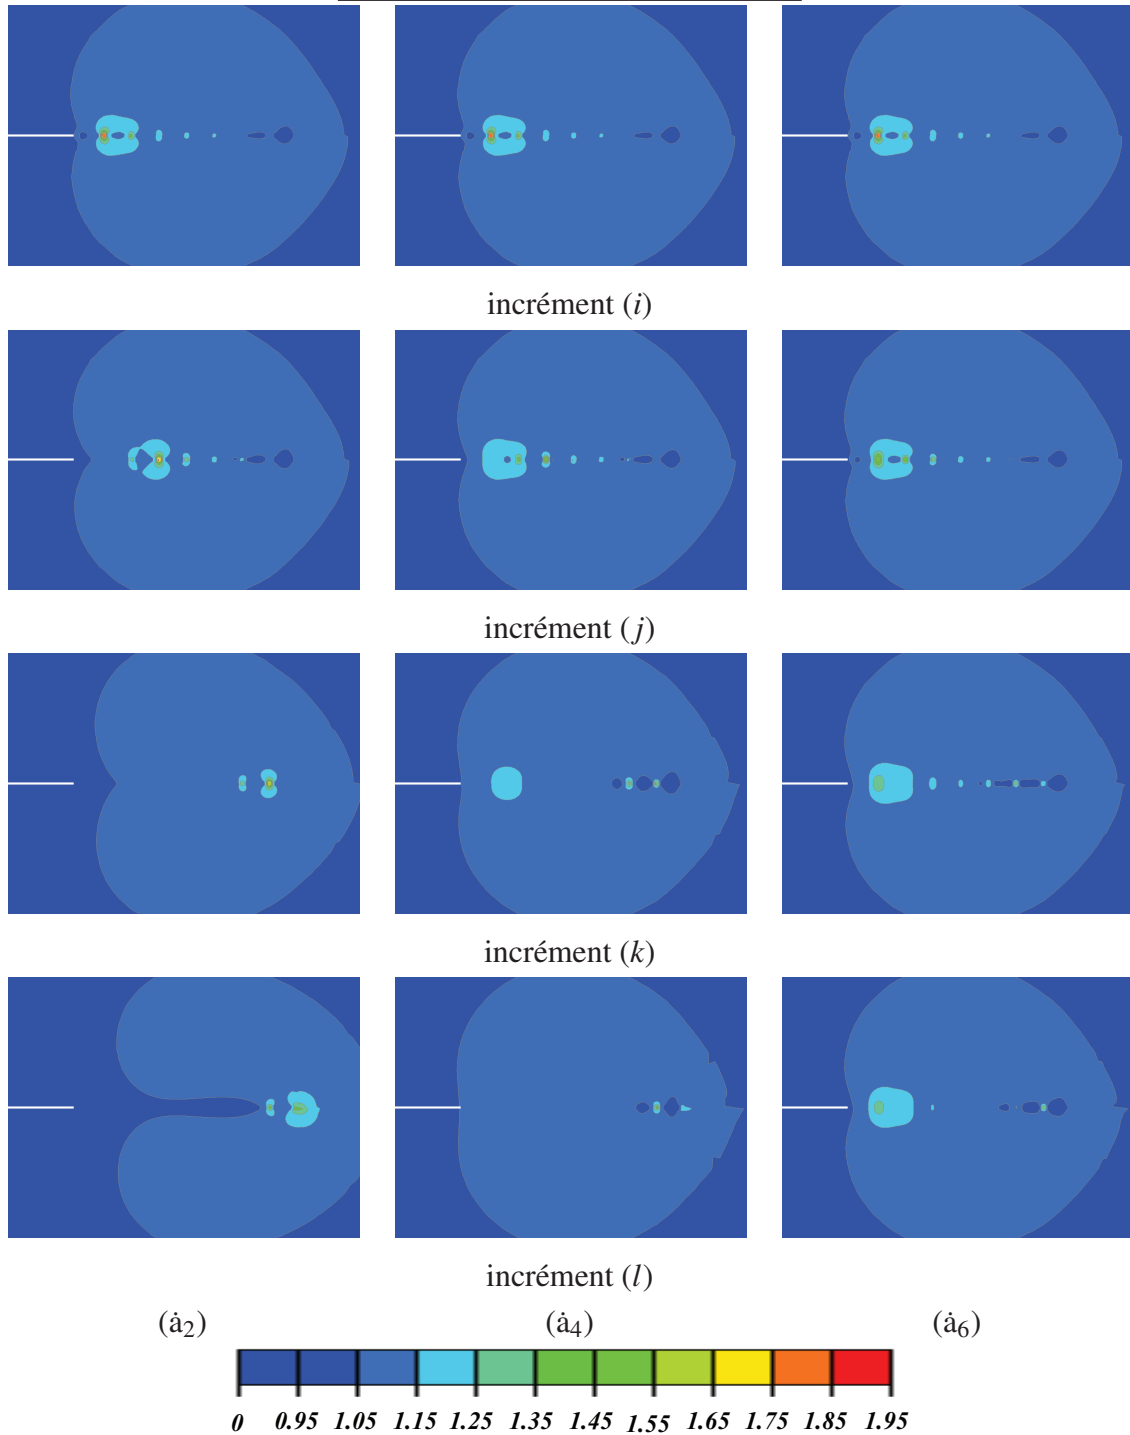 incrément (i)
incrément (j)
incrément (k)
incrément (l)
(ȧ₂) (ȧ₄) (ȧ₆)
0 0.95 1.05 1.15 1.25 1.35 1.45 1.55 1.65 1.75 1.85 1.95